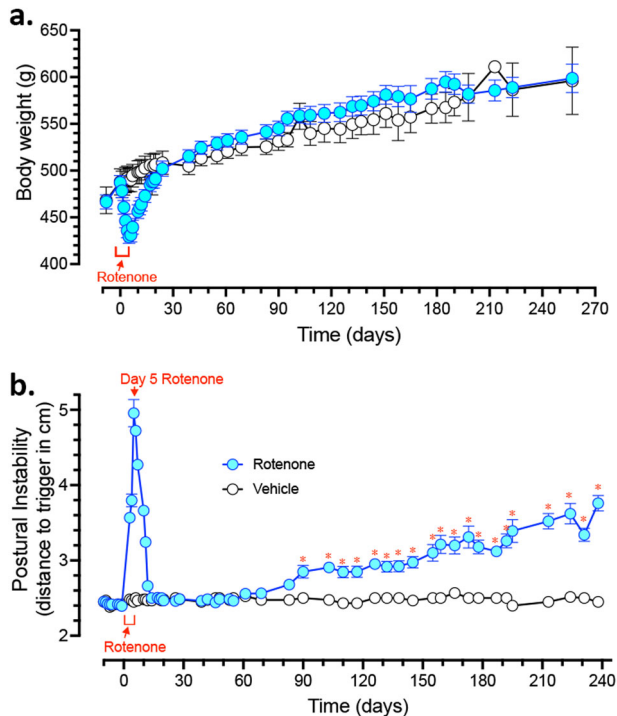 a.
650
600
550
500
450
400
Body weight (g)
Rotenone
0 30 60 90 120 150 180 210 240 270
Time (days)
b.
Day 5 Rotenone
5
4
3
2
Postural Instability
(distance to trigger in cm)
Rotenone
Vehicle
* * * * * * * * * * * * * * * * * * *
Rotenone
0 30 60 90 120 150 180 210 240
Time (days)